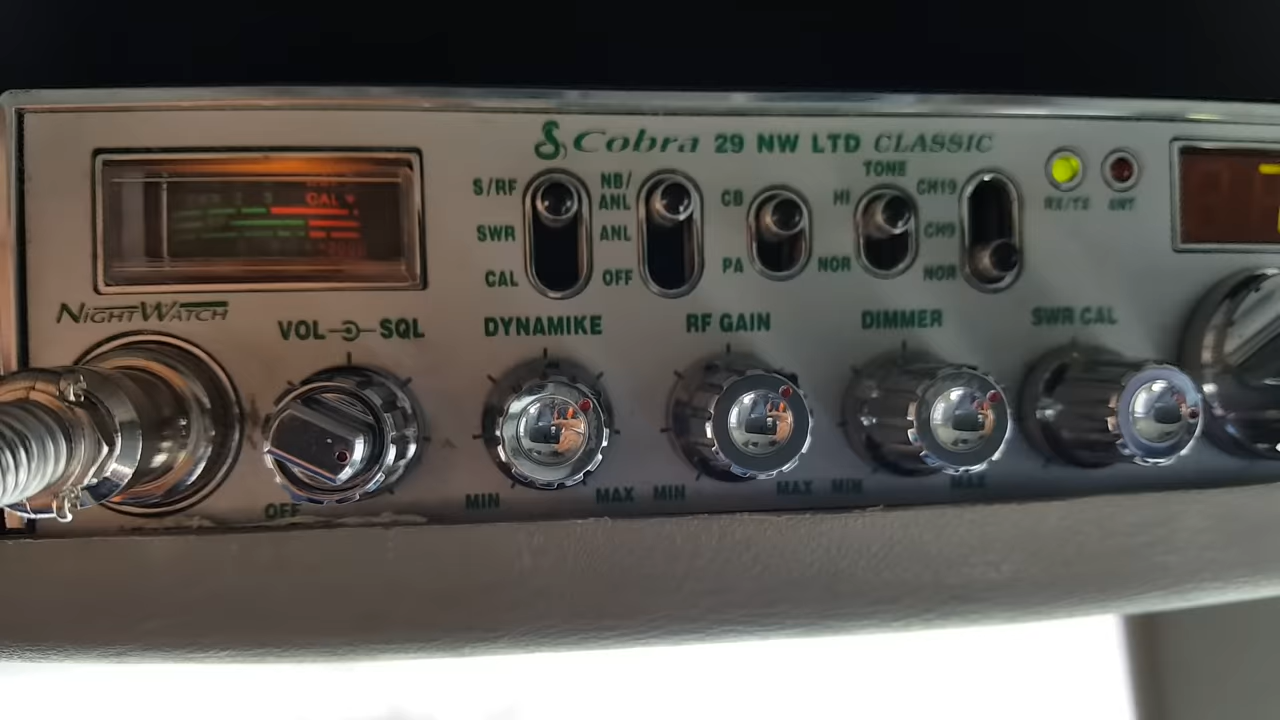 Cobra 29 NW LTD CLASSIC
S/RF
SWR
CAL
NB/
ANL
ANL
OFF
CB
PA
TONE
HI
NOR
CH19
CH9
NOR
RX/TX
ANT
CAL
NIGHTWATCH
VOL SQL
OFF
DYNAMIKE
MIN MAX
RF GAIN
MIN MAX
DIMMER
MIN MAX
SWR CAL